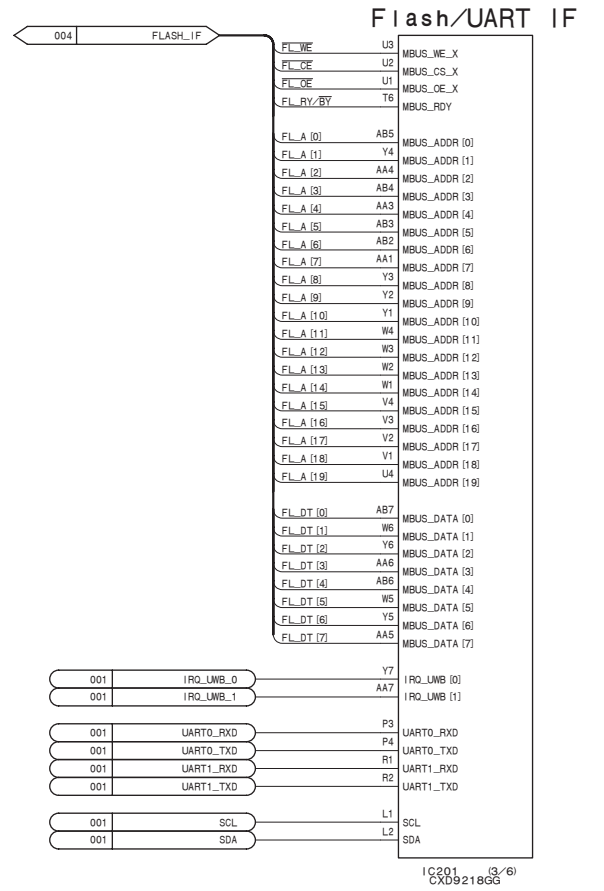 Flash/UART IF
004 FLASH_IF
FL_WE U3 MBUS_WE_X
FL_CE U2 MBUS_CS_X
FL_OE U1 MBUS_OE_X
FL_RY/BY T6 MBUS_RDY
FL_A [0] AB5 MBUS_ADDR [0]
FL_A [1] Y4 MBUS_ADDR [1]
FL_A [2] AA4 MBUS_ADDR [2]
FL_A [3] AB4 MBUS_ADDR [3]
FL_A [4] AA3 MBUS_ADDR [4]
FL_A [5] AB3 MBUS_ADDR [5]
FL_A [6] AB2 MBUS_ADDR [6]
FL_A [7] AA1 MBUS_ADDR [7]
FL_A [8] Y3 MBUS_ADDR [8]
FL_A [9] Y2 MBUS_ADDR [9]
FL_A [10] Y1 MBUS_ADDR [10]
FL_A [11] W4 MBUS_ADDR [11]
FL_A [12] W3 MBUS_ADDR [12]
FL_A [13] W2 MBUS_ADDR [13]
FL_A [14] W1 MBUS_ADDR [14]
FL_A [15] V4 MBUS_ADDR [15]
FL_A [16] V3 MBUS_ADDR [16]
FL_A [17] V2 MBUS_ADDR [17]
FL_A [18] V1 MBUS_ADDR [18]
FL_A [19] U4 MBUS_ADDR [19]
FL_DT [0] AB7 MBUS_DATA [0]
FL_DT [1] W6 MBUS_DATA [1]
FL_DT [2] Y6 MBUS_DATA [2]
FL_DT [3] AA6 MBUS_DATA [3]
FL_DT [4] AB6 MBUS_DATA [4]
FL_DT [5] W5 MBUS_DATA [5]
FL_DT [6] Y5 MBUS_DATA [6]
FL_DT [7] AA5 MBUS_DATA [7]
001 IRQ_UWB_0 Y7 IRQ_UWB [0]
001 IRQ_UWB_1 AA7 IRQ_UWB [1]
001 UART0_RXD P3 UART0_RXD
001 UART0_TXD P4 UART0_TXD
001 UART1_RXD R1 UART1_RXD
001 UART1_TXD R2 UART1_TXD
001 SCL L1 SCL
001 SDA L2 SDA
IC201 (3/6)
CXD9218GG